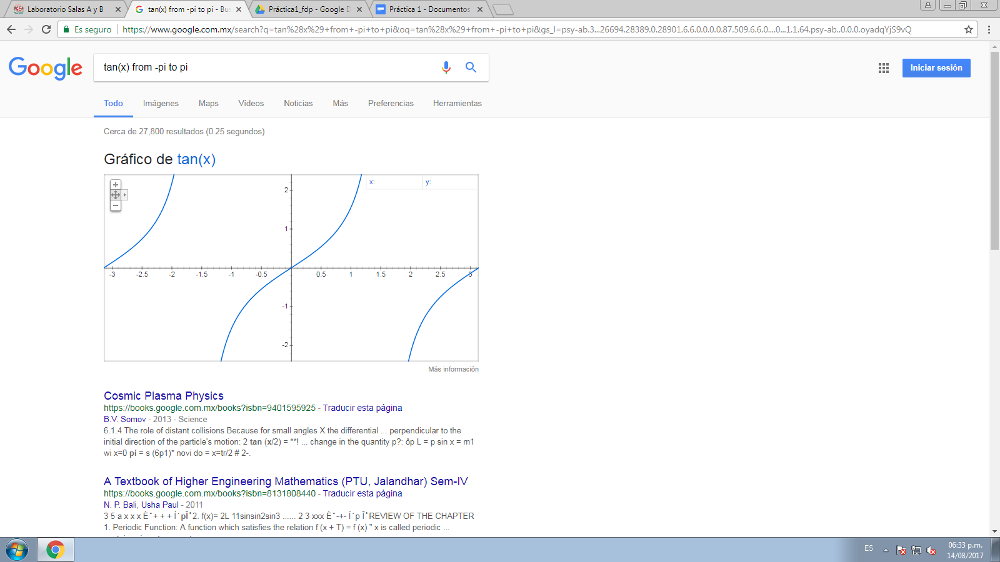 Laboratorio Salas A y B
tan(x) from -pi to pi - Bus
Práctica1_fdp - Google D
Práctica 1 - Documentos
Es seguro
https://www.google.com.mx/search?q=tan%28x%29+from+-pi+to+pi&oq=tan%28x%29+from+-pi+to+pi&gs_l=psy-ab.3...26694.28389.0.28901.6.6.0.0.0.0.87.509.6.6.0....0...1.1.64.psy-ab..0.0.0.oyadqYjS9vQ
Google
tan(x) from -pi to pi
Iniciar sesión
Todo Imágenes Maps Vídeos Noticias Más Preferencias Herramientas
Cerca de 27,800 resultados (0.25 segundos)
Gráfico de tan(x)
x: y:
2
1
-3 -2.5 -2 -1.5 -1 -0.5 0.5 1 1.5 2 2.5 3
-1
-2
Más información
Cosmic Plasma Physics
https://books.google.com.mx/books?isbn=9401595925 - Traducir esta página
B.V. Somov - 2013 - Science
6.1.4 The role of distant collisions Because for small angles X the differential ... perpendicular to the
initial direction of the particle's motion: 2 tan (x/2) = **! ... change in the quantity p?: ôp L = p sin x = m1
wi x=0 pi = s (6p1)* novi do = x=tr/2 # 2-.
A Textbook of Higher Engineering Mathematics (PTU, Jalandhar) Sem-IV
https://books.google.com.mx/books?isbn=8131808440 - Traducir esta página
N. P. Bali, Usha Paul - 2011
3 5 a x x x È˘+ + + Í˙pÎ˚2. f(x)= 2L 11sinsin2sin3 ...... 2 3 xxx È˘-+- Í˙p Î˚REVIEW OF THE CHAPTER
1. Periodic Function: A function which satisfies the relation f (x + T) = f (x) " x is called periodic ...
ES
06:33 p.m.
14/08/2017